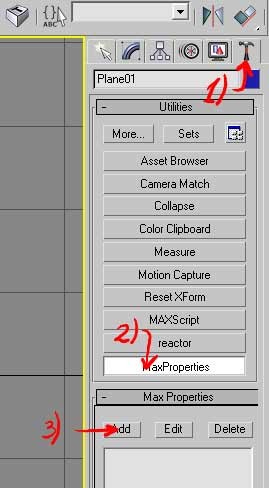 ABC
Plane01
1)
- Utilities
More... Sets
Asset Browser
Camera Match
Collapse
Color Clipboard
Measure
Motion Capture
Reset XForm
MAXScript
2)
reactor
MaxProperties
- Max Properties
3) Add Edit Delete